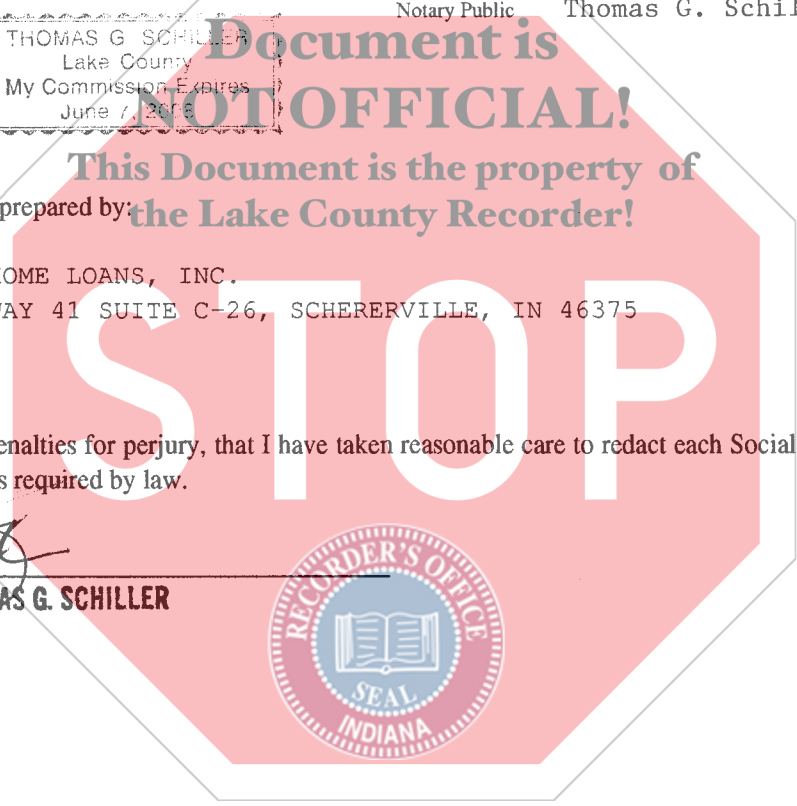 Notary Public Thomas G. Schil
THOMAS G SCHILLER
Lake County
My Commission Expires
June 7,
Document is
NOT OFFICIAL!
This Document is the property of
the Lake County Recorder!
prepared by:
OME LOANS, INC.
AY 41 SUITE C-26, SCHERERVILLE, IN 46375
STOP
enalties for perjury, that I have taken reasonable care to redact each Social
s required by law.
AS G. SCHILLER
RECORDER'S OFFICE
SEAL
INDIANA